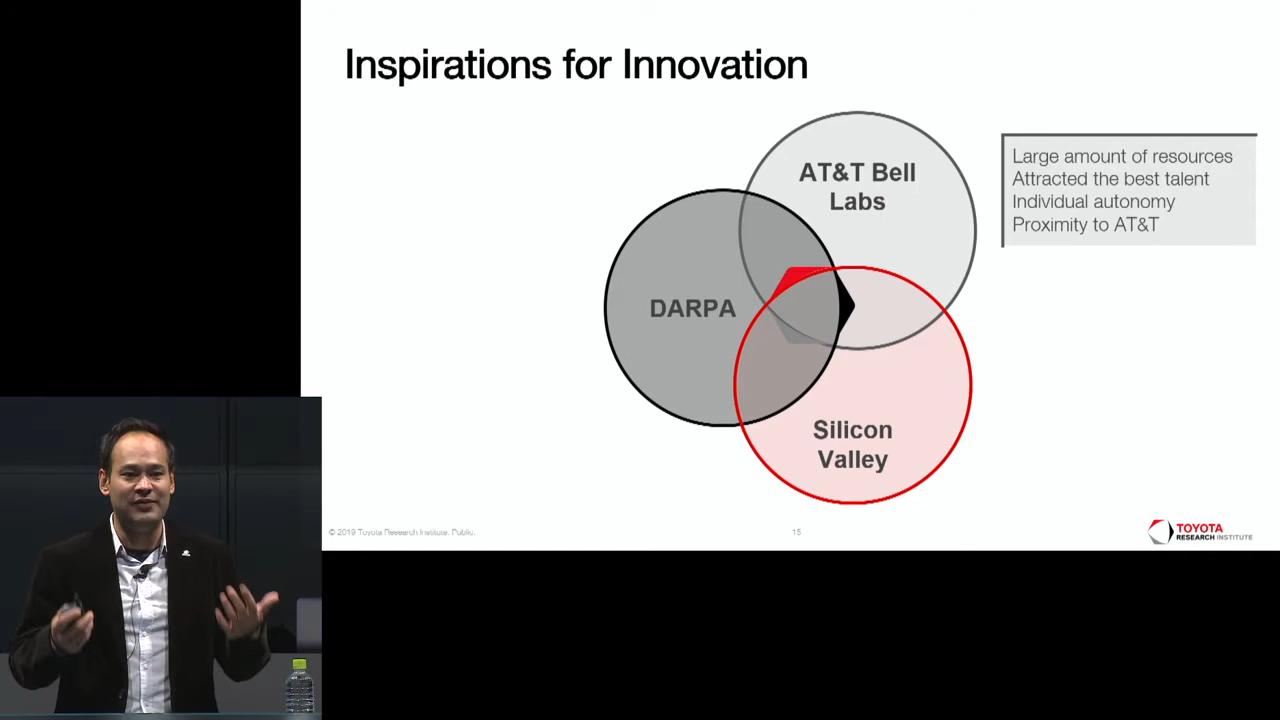 Inspirations for Innovation
AT&T Bell
Labs
Large amount of resources
Attracted the best talent
Individual autonomy
Proximity to AT&T
DARPA
Silicon
Valley
© 2019 Toyota Research Institute. Public.
15
TOYOTA
RESEARCH INSTITUTE